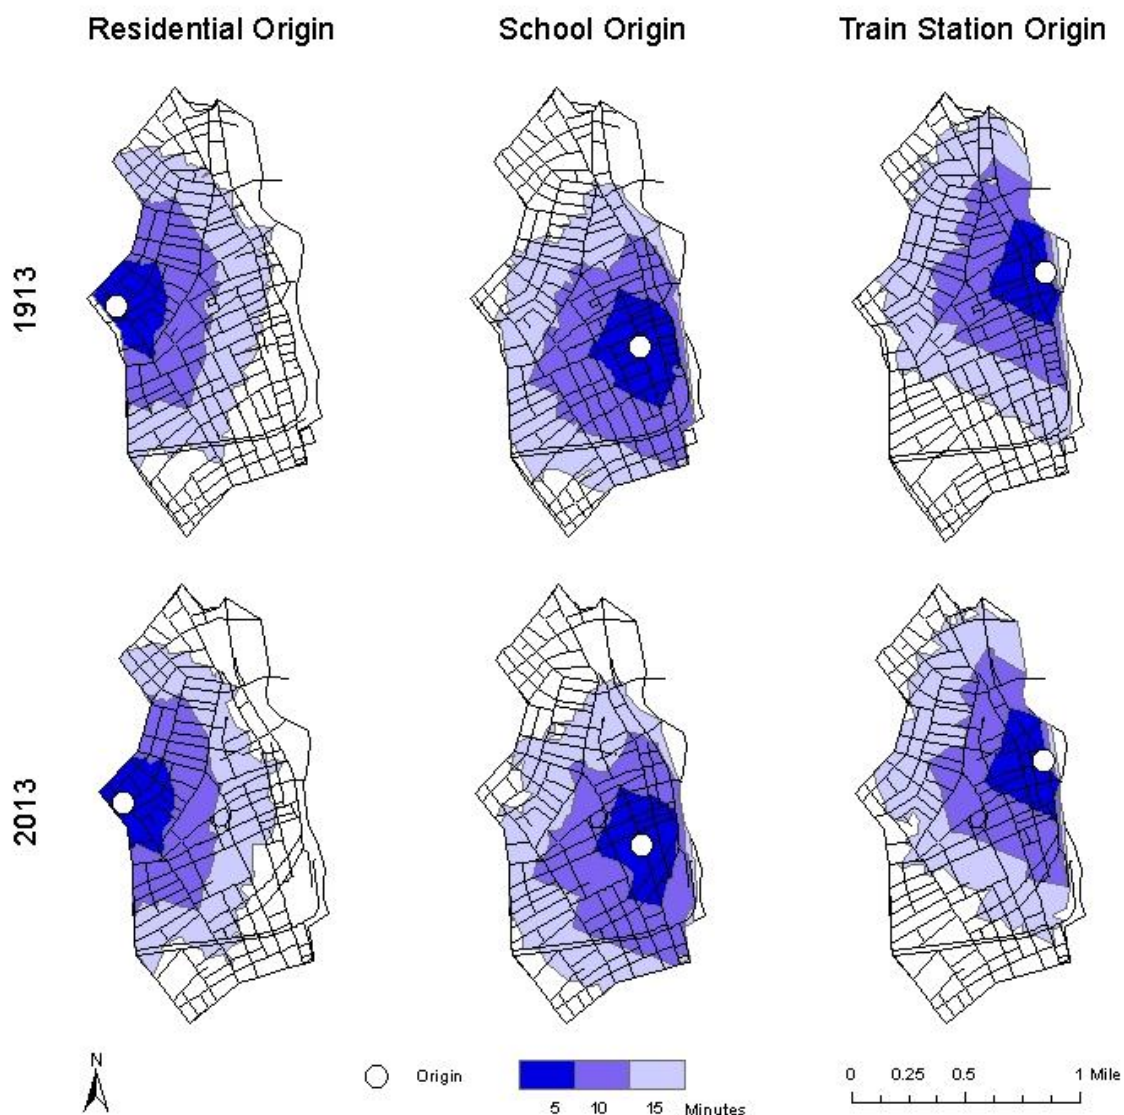 Residential Origin School Origin Train Station Origin
1913
2013
N
Origin
5 10 15 Minutes
0 0.25 0.5 1 Mile